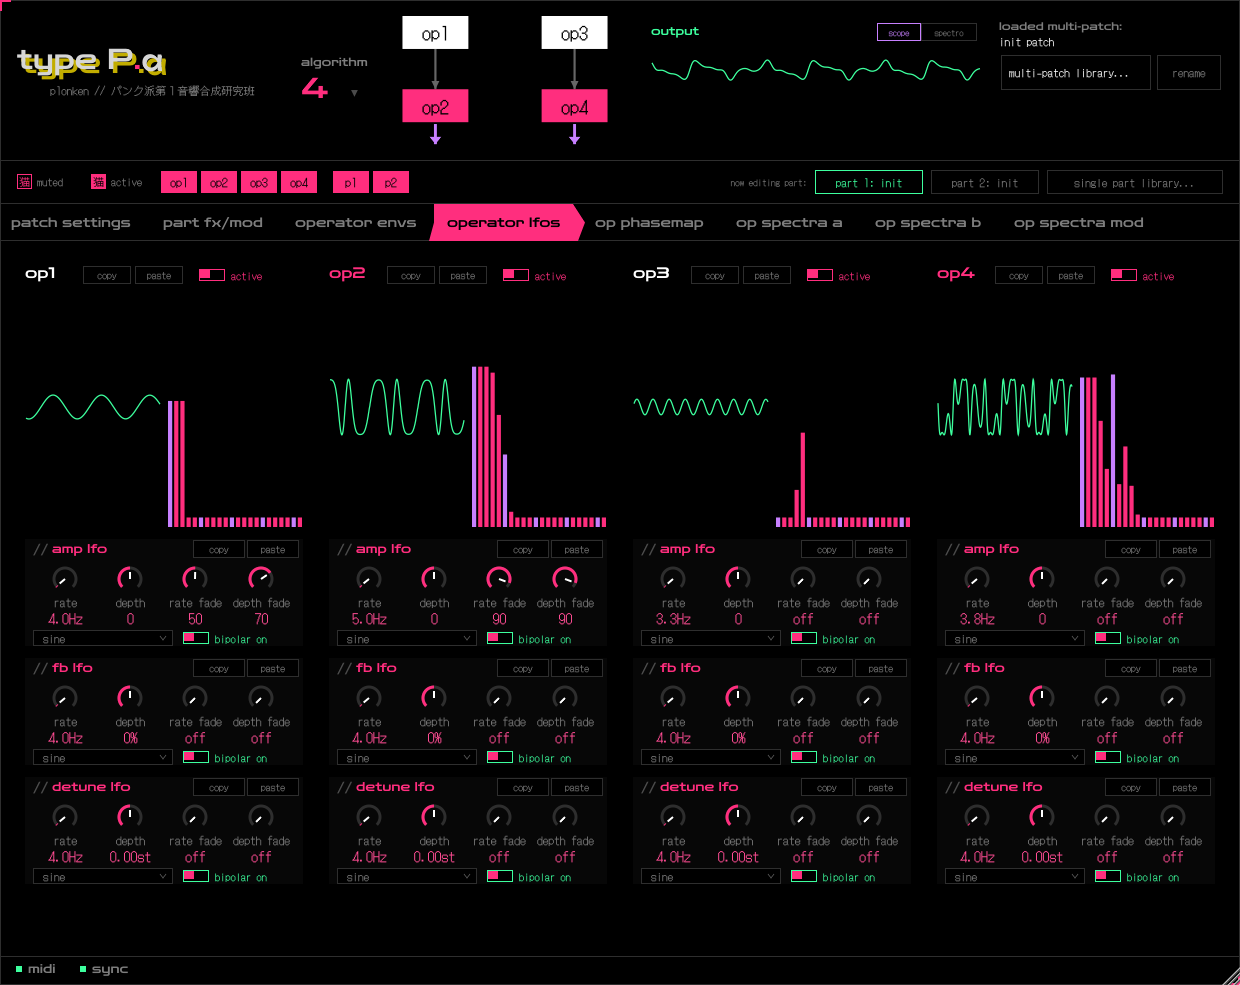 type P.a
plonken // パンク派第１音響合成研究班
algorithm
4
op1
op3
op2
op4
output
scope
spectro
loaded multi-patch:
init patch
multi-patch library...
rename
猫 muted
猫 active
op1 op2 op3 op4 p1 p2
now editing part:
part 1: init
part 2: init
single part library...
patch settings
part fx/mod
operator envs
operator lfos
op phasemap
op spectra a
op spectra b
op spectra mod
op1 copy paste active
op2 copy paste active
op3 copy paste active
op4 copy paste active
// amp lfo copy paste
rate depth rate fade depth fade
4.0Hz 0 50 70
sine bipolar on
// amp lfo copy paste
rate depth rate fade depth fade
5.0Hz 0 90 90
sine bipolar on
// amp lfo copy paste
rate depth rate fade depth fade
3.3Hz 0 off off
sine bipolar on
// amp lfo copy paste
rate depth rate fade depth fade
3.8Hz 0 off off
sine bipolar on
// fb lfo copy paste
rate depth rate fade depth fade
4.0Hz 0% off off
sine bipolar on
// fb lfo copy paste
rate depth rate fade depth fade
4.0Hz 0% off off
sine bipolar on
// fb lfo copy paste
rate depth rate fade depth fade
4.0Hz 0% off off
sine bipolar on
// fb lfo copy paste
rate depth rate fade depth fade
4.0Hz 0% off off
sine bipolar on
// detune lfo copy paste
rate depth rate fade depth fade
4.0Hz 0.00st off off
sine bipolar on
// detune lfo copy paste
rate depth rate fade depth fade
4.0Hz 0.00st off off
sine bipolar on
// detune lfo copy paste
rate depth rate fade depth fade
4.0Hz 0.00st off off
sine bipolar on
// detune lfo copy paste
rate depth rate fade depth fade
4.0Hz 0.00st off off
sine bipolar on
midi
sync